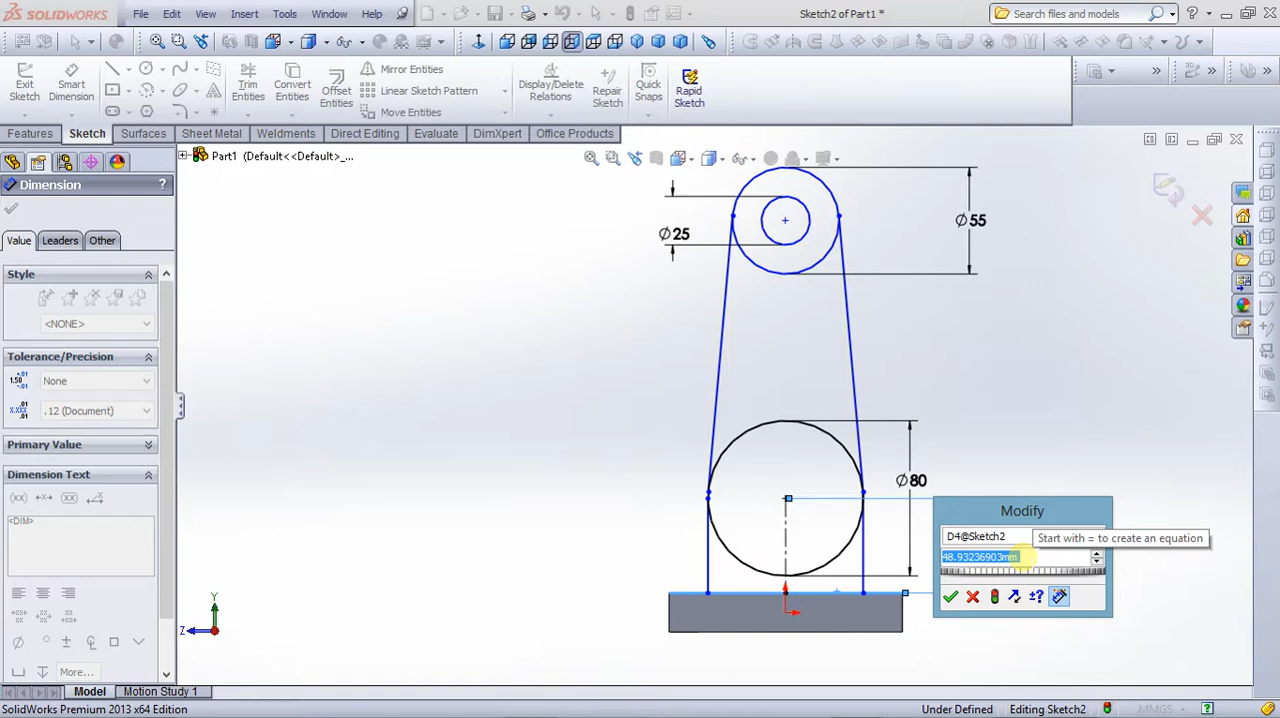 SOLIDWORKS
File
Edit
View
Insert
Tools
Window
Help
Sketch2 of Part1 *
Search files and models
Exit Sketch
Smart Dimension
Trim Entities
Convert Entities
Offset Entities
Mirror Entities
Linear Sketch Pattern
Move Entities
Display/Delete Relations
Repair Sketch
Quick Snaps
Rapid Sketch
Features
Sketch
Surfaces
Sheet Metal
Weldments
Direct Editing
Evaluate
DimXpert
Office Products
Part1 (Default<<Default>_...
Dimension
?
Value
Leaders
Other
Style
<NONE>
Tolerance/Precision
None
.12 (Document)
Primary Value
Dimension Text
<DIM>
More...
∅25
∅55
∅80
Modify
D4@Sketch2
Start with = to create an equation
48.93236903mm
Y
Z
Model
Motion Study 1
SolidWorks Premium 2013 x64 Edition
Under Defined
Editing Sketch2
MMGS